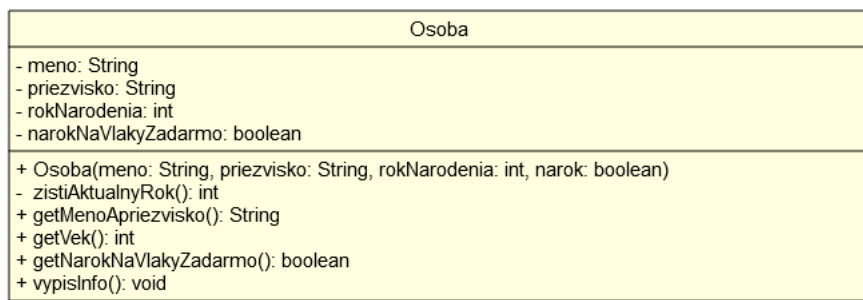 Osoba
- meno: String
- priezvisko: String
- rokNarodenia: int
- narokNaVlakyZadarmo: boolean
+ Osoba(meno: String, priezvisko: String, rokNarodenia: int, narok: boolean)
- zistiAktualnyRok(): int
+ getMenoApriezvisko(): String
+ getVek(): int
+ getNarokNaVlakyZadarmo(): boolean
+ vypisInfo(): void